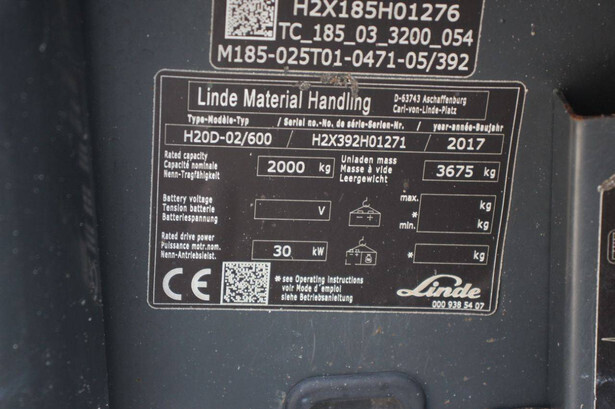 H2X185H01276
TC_185_03_3200_054
M185-025T01-0471-05/392
Linde Material Handling
D-63743 Aschaffenburg
Carl-von-Linde-Platz
Type-Modèle-Typ / Serial no.-No. de série-Serien-Nr. / year-année-Baujahr
H20D-02/600 / H2X392H01271 / 2017
Rated capacity
Capacité nominale
Nenn-Tragfähigkeit
2000 kg
Unladen mass
Masse à vide
Leergewicht
3675 kg
Battery voltage
Tension batterie
Batteriespannung
V
max. kg
*
min. kg
Rated drive power
Puissance motr.nom.
Nenn-Antriebsleist.
30 kW
* kg
CE
* see Operating instructions
voir Mode d'emploi
siehe Betriebsanleitung
Linde
000 938 54 07